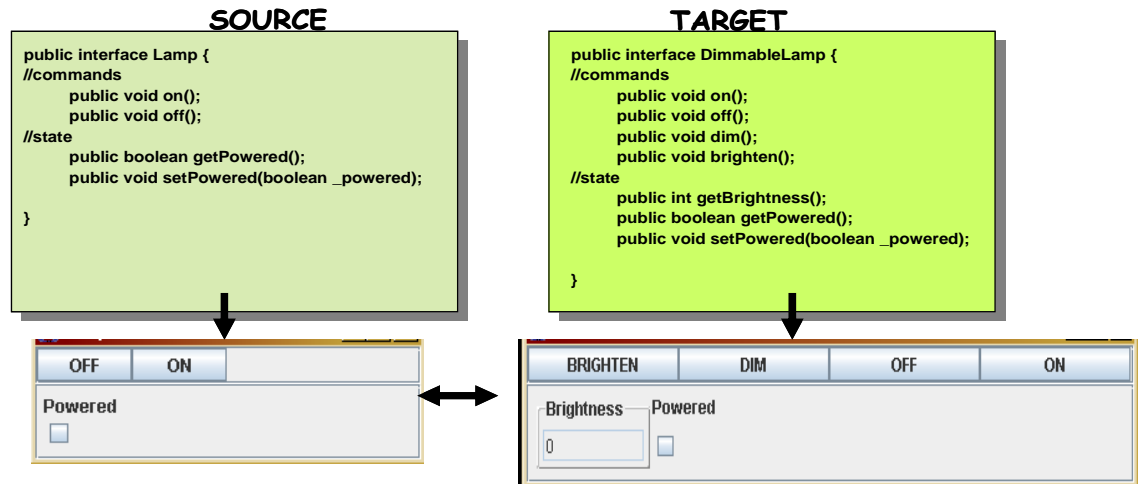 SOURCE
public interface Lamp {
//commands
public void on();
public void off();
//state
public boolean getPowered();
public void setPowered(boolean _powered);
}
TARGET
public interface DimmableLamp {
//commands
public void on();
public void off();
public void dim();
public void brighten();
//state
public int getBrightness();
public boolean getPowered();
public void setPowered(boolean _powered);
}
OFF ON
Powered
BRIGHTEN DIM OFF ON
Brightness Powered
0